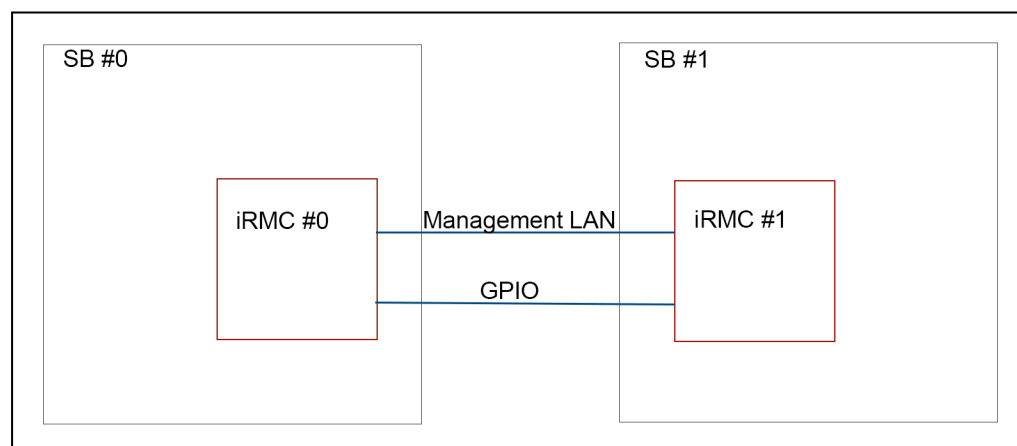 SB #0
SB #1
iRMC #0
Management LAN
iRMC #1
GPIO